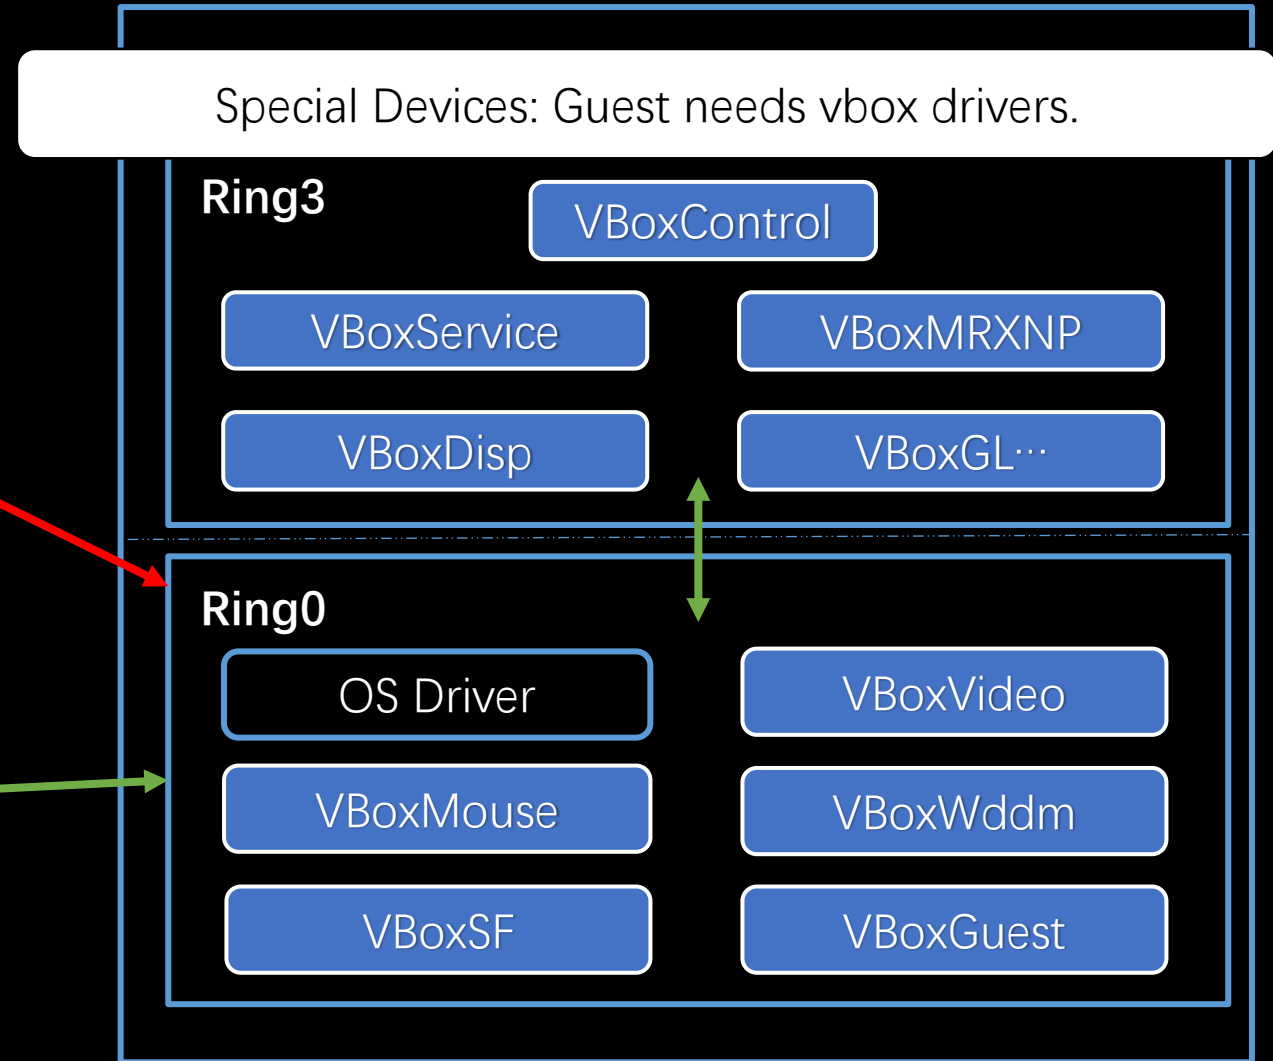 Special Devices: Guest needs vbox drivers.
Ring3
VBoxControl
VBoxService
VBoxMRXNP
VBoxDisp
VBoxGL…
Ring0
OS Driver
VBoxVideo
VBoxMouse
VBoxWddm
VBoxSF
VBoxGuest